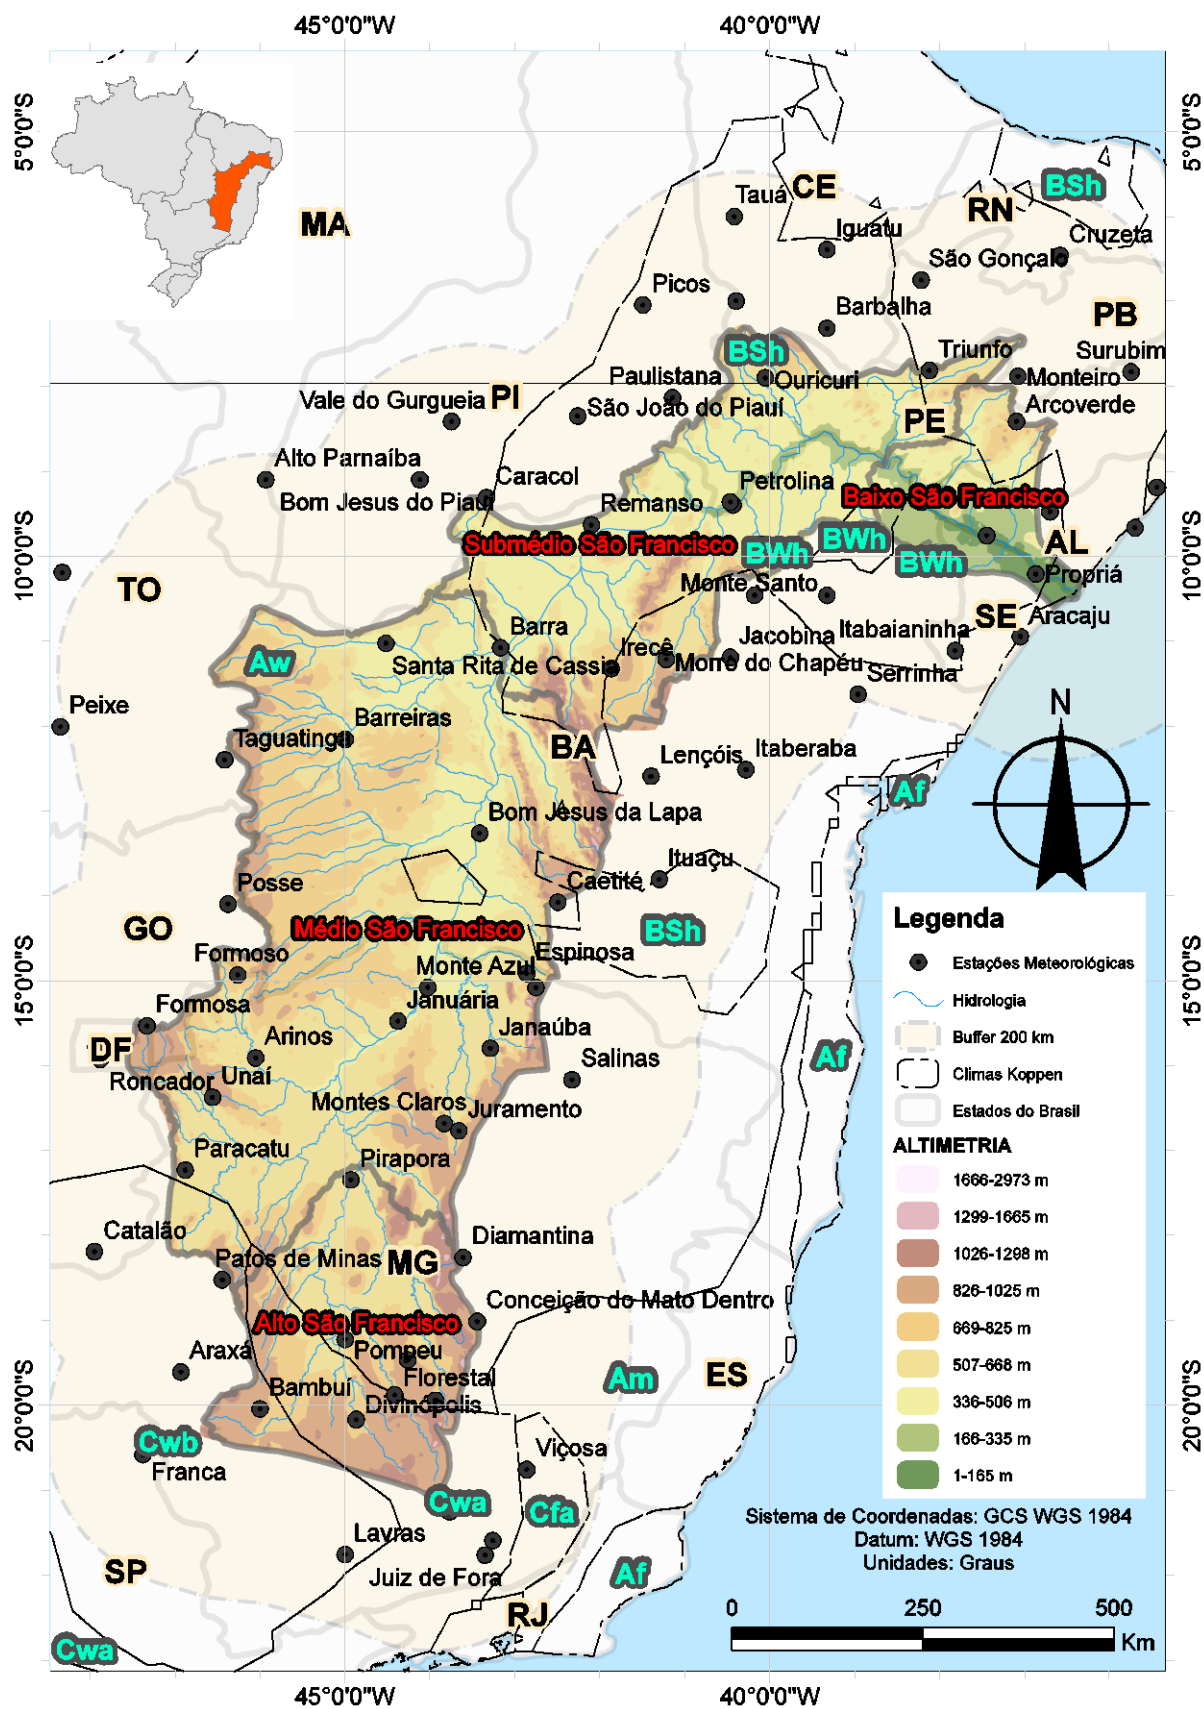 45°0'0"W
40°0'0"W
5°0'0"S
5°0'0"S
BSh
CE
Tauá
RN
MA
Iguatu
Cruzeta
São Gonçalo
Picos
Barbalha
PB
BSh
Triunfo
Surubim
Paulistana
Ouricuri
Monteiro
Vale do Gurgueia
PI
São João do Piauí
PE
Arcoverde
Alto Parnaíba
Caracol
Petrolina
Bom Jesus do Piauí
Remanso
Baixo São Francisco
10°0'0"S
Submédio São Francisco
BWh
BWh
BWh
AL
10°0'0"S
TO
Monte Santo
Propriá
SE
Aracaju
Barra
Irecê
Jacobina
Itabaianinha
Aw
Santa Rita de Cassia
Morro do Chapéu
Serrinha
Peixe
Barreiras
N
Taguatinga
BA
Lençóis
Itaberaba
Af
Bom Jesus da Lapa
Ituaçu
Posse
Caetité
GO
Médio São Francisco
BSh
Legenda
Formoso
Espinosa
Monte Azul
Estações Meteorológicas
15°0'0"S
Formosa
Januária
Hidrologia
15°0'0"S
DF
Arinos
Janaúba
Af
Buffer 200 km
Roncador
Unaí
Salinas
Climas Koppen
Montes Claros
Juramento
Estados do Brasil
Paracatu
Pirapora
ALTIMETRIA
1666-2973 m
Catalão
Diamantina
1299-1665 m
Patos de Minas
MG
1026-1298 m
Alto São Francisco
Conceição do Mato Dentro
826-1025 m
669-825 m
Araxá
Pompeu
507-668 m
Bambuí
Florestal
Am
ES
336-506 m
20°0'0"S
Divinópolis
20°0'0"S
166-335 m
Cwb
Viçosa
Franca
1-165 m
Cwa
Cfa
Sistema de Coordenadas: GCS WGS 1984
Lavras
Datum: WGS 1984
SP
Juiz de Fora
Af
Unidades: Graus
RJ
0
250
500
Cwa
Km
45°0'0"W
40°0'0"W